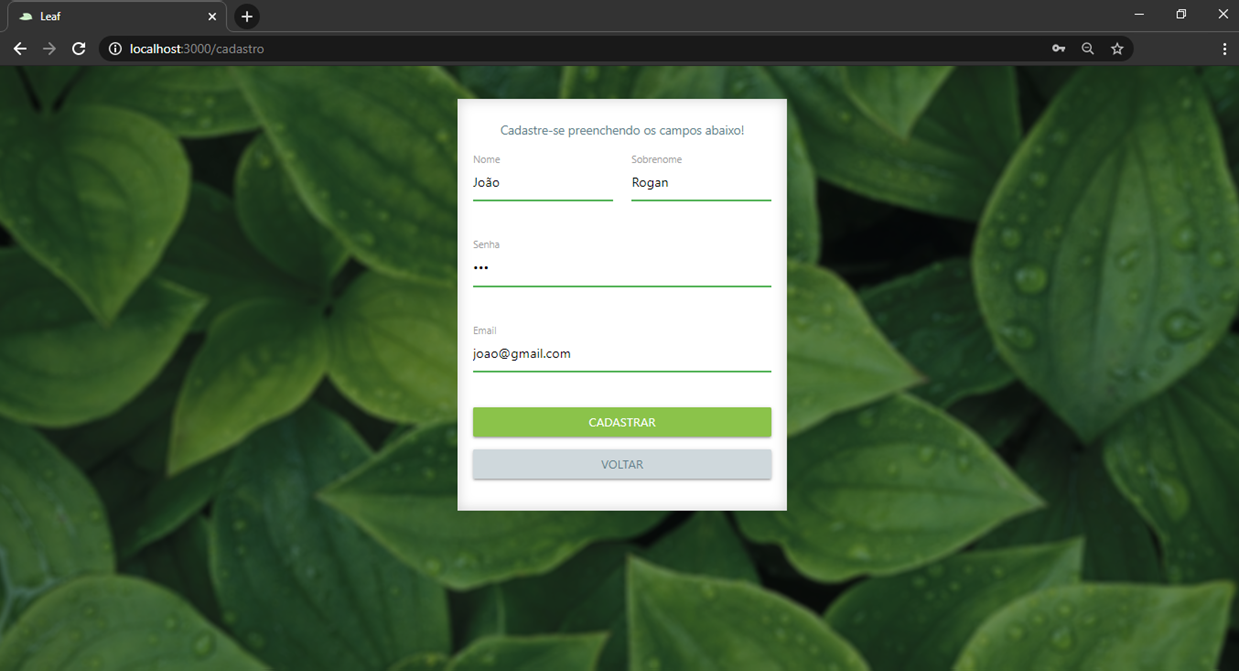 Leaf
localhost:3000/cadastro
Cadastre-se preenchendo os campos abaixo!
Nome Sobrenome
João Rogan
Senha
•••
Email
joao@gmail.com
CADASTRAR
VOLTAR